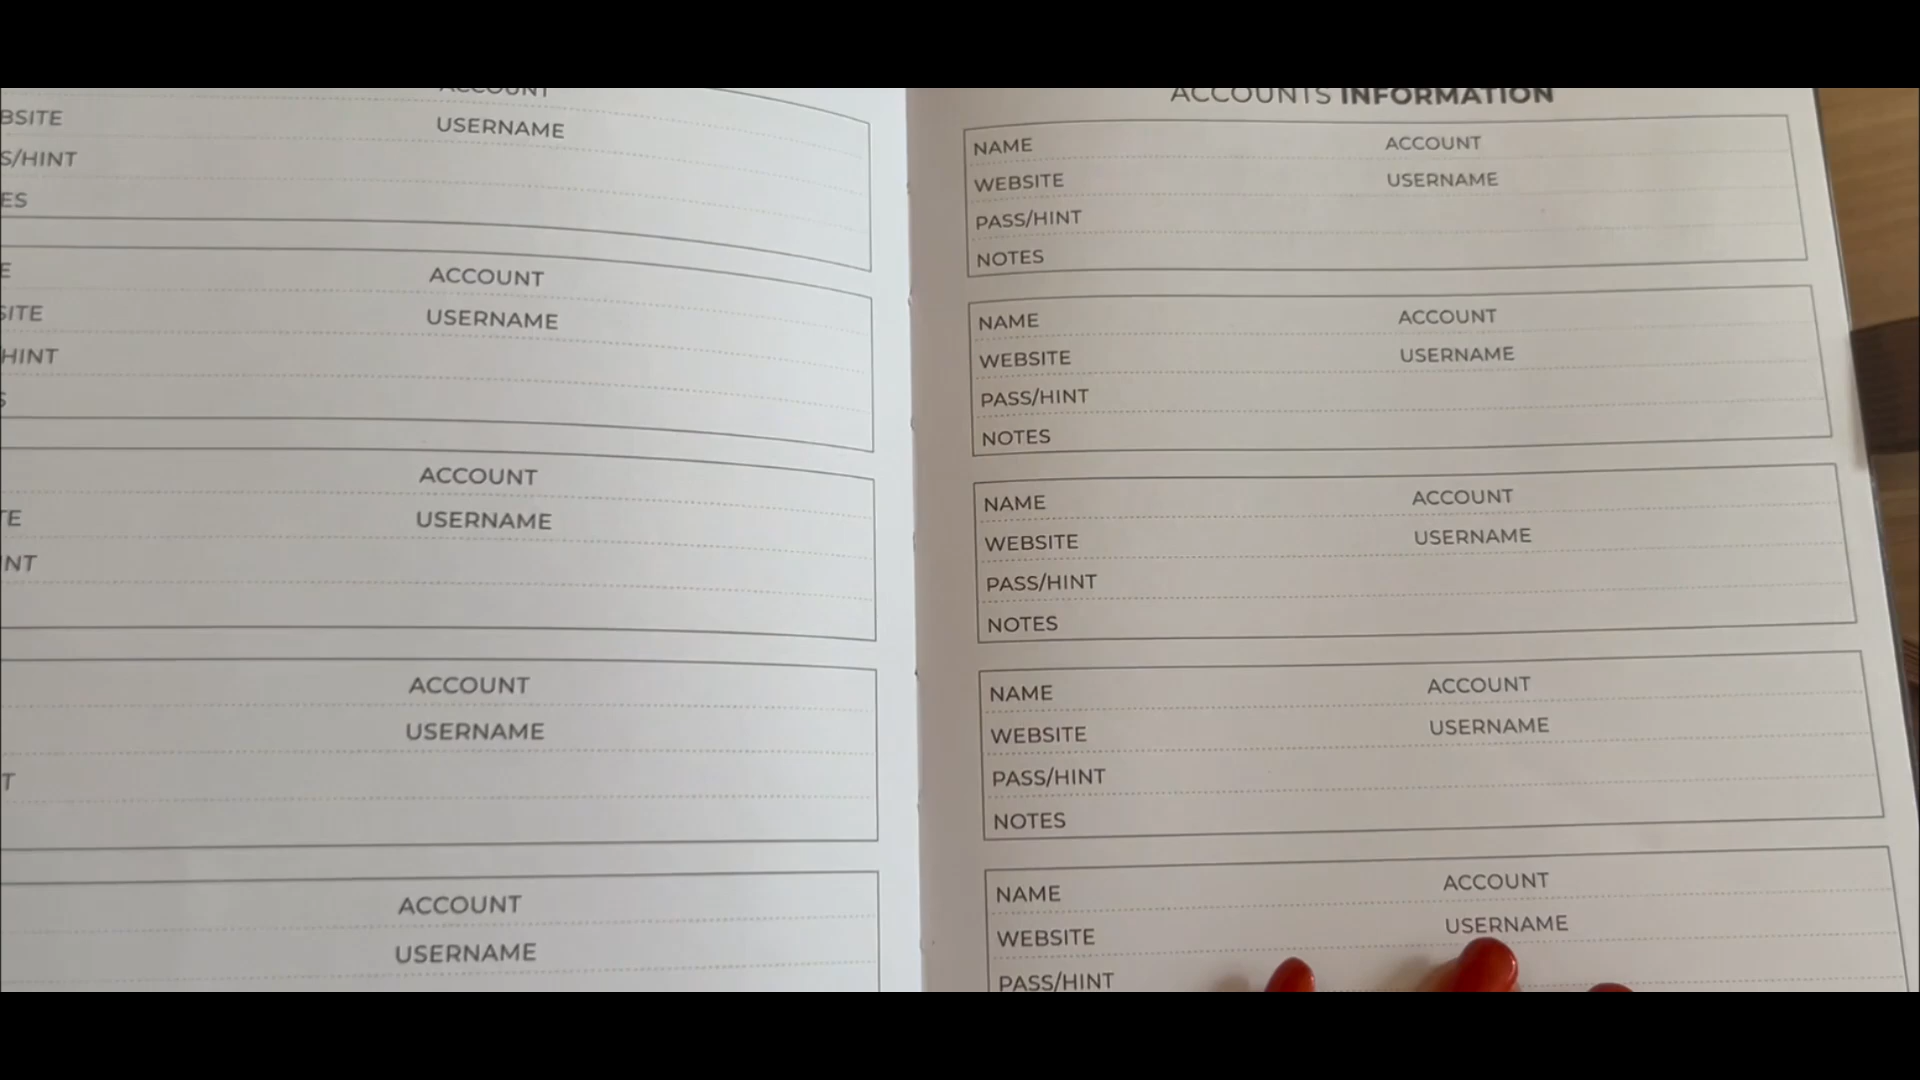 ACCOUNT
BSITE USERNAME
S/HINT
ES
E ACCOUNT
SITE USERNAME
HINT
S
ACCOUNT
TE USERNAME
INT
ACCOUNT
USERNAME
T
ACCOUNT
USERNAME
ACCOUNTS INFORMATION
NAME ACCOUNT
WEBSITE USERNAME
PASS/HINT
NOTES
NAME ACCOUNT
WEBSITE USERNAME
PASS/HINT
NOTES
NAME ACCOUNT
WEBSITE USERNAME
PASS/HINT
NOTES
NAME ACCOUNT
WEBSITE USERNAME
PASS/HINT
NOTES
NAME ACCOUNT
WEBSITE USERNAME
PASS/HINT